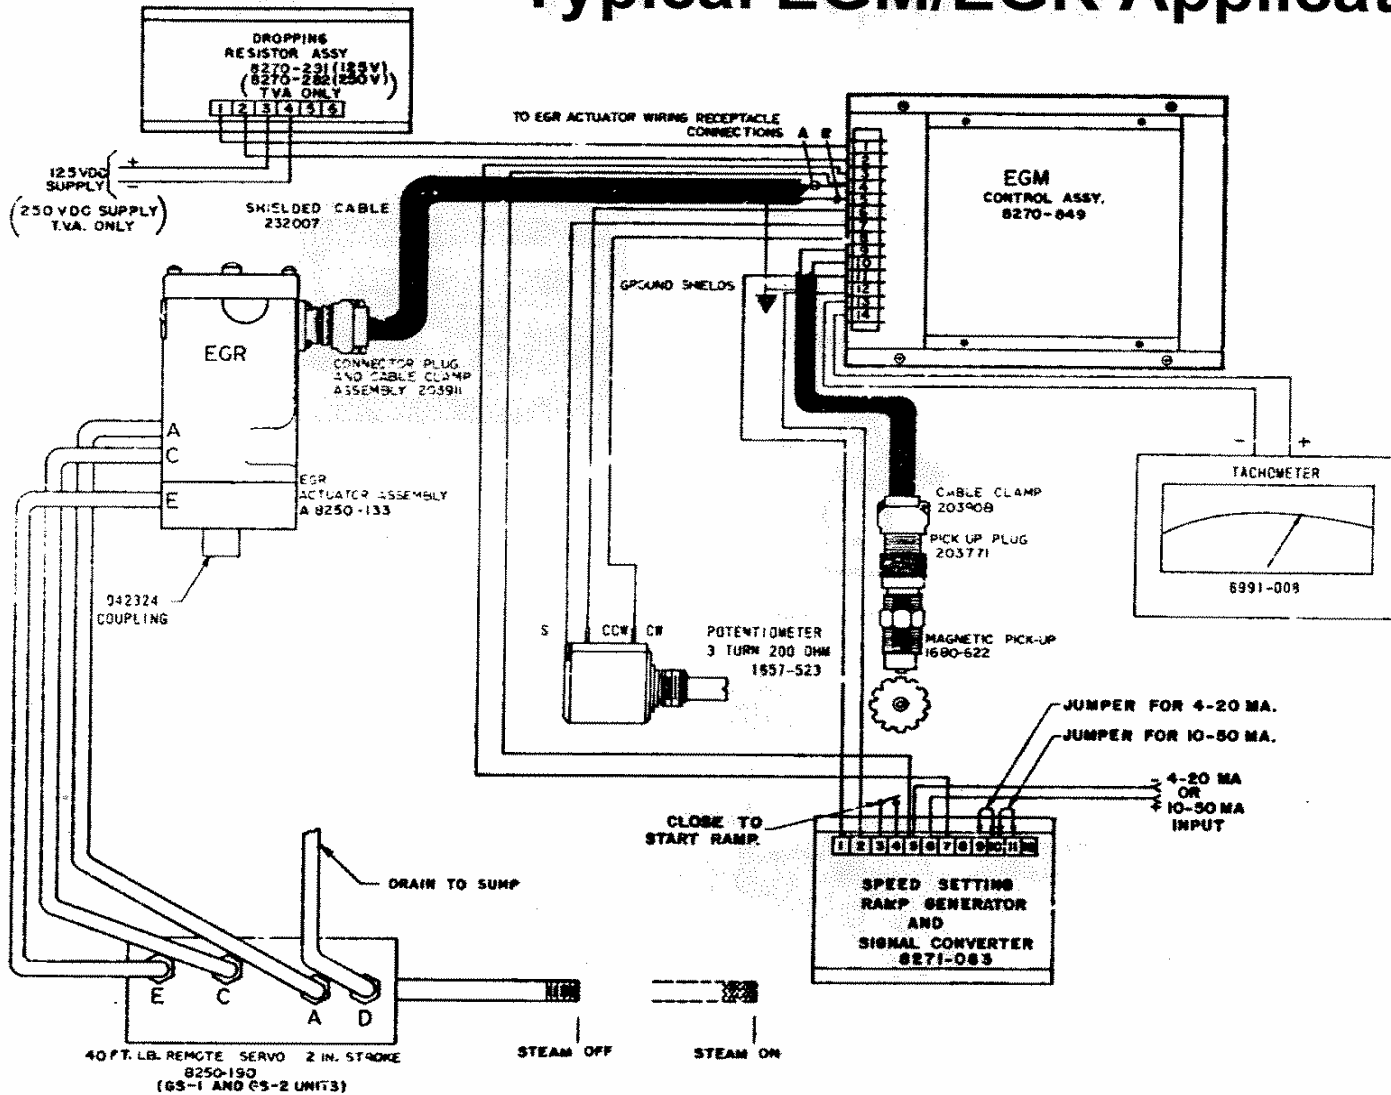 Typical EGM/EGR Applicat
DROPPING
RESISTOR ASSY
8270-231 (125V)
(8270-282 (250V))
TVA ONLY
1 2 3 4 5 6
+
125 VDC
SUPPLY
-
(250 VDC SUPPLY)
T.V.A. ONLY
TO EGR ACTUATOR WIRING RECEPTACLE
CONNECTIONS A B
1
2
3
4
5
6
7
8
9
10
11
12
13
14
EGM
CONTROL ASSY.
8270-849
SHIELDED CABLE
232007
GROUND SHIELDS
EGR
CONNECTOR PLUG
AND CABLE CLAMP
ASSEMBLY 203911
A
C
E
EGR
ACTUATOR ASSEMBLY
A 8250-133
042324
COUPLING
- +
TACHOMETER
6991-008
CABLE CLAMP
203908
PICK UP PLUG
203771
MAGNETIC PICK-UP
1680-622
S CCW CW
POTENTIOMETER
3 TURN 200 OHM
1657-523
JUMPER FOR 4-20 MA.
JUMPER FOR 10-50 MA.
- 4-20 MA
OR
+ 10-50 MA
INPUT
CLOSE TO
START RAMP.
1 2 3 4 5 6 7 8 9 10 11 12
SPEED SETTING
RAMP GENERATOR
AND
SIGNAL CONVERTER
8271-083
DRAIN TO SUMP
E C A D
40 FT. LB. REMOTE SERVO 2 IN. STROKE
8250-190
(GS-1 AND GS-2 UNITS)
STEAM OFF
STEAM ON